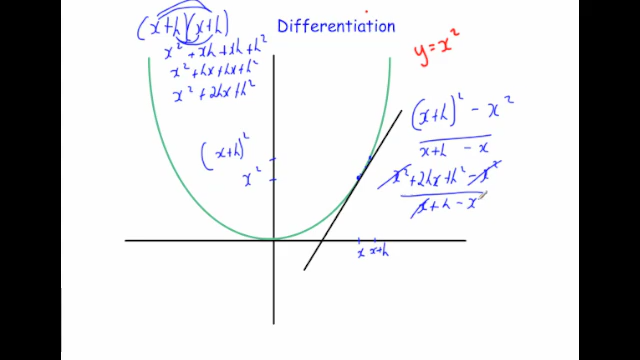 Differentiation
(x+h)(x+h)
x² + xh + xh + h²
x² + hx + hx + h²
x² + 2hx + h²
y = x²
(x+h)² - x²
x+h - x
x² + 2hx + h² - x²
x + h - x
(x+h)²
x²
x x+h